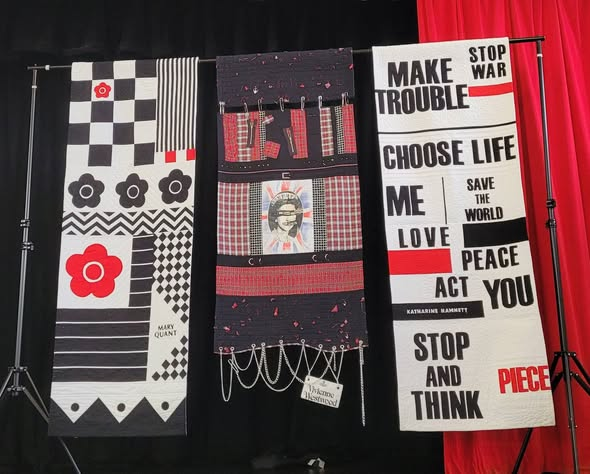 MARY
QUANT
Vivienne
Westwood
STOP
WAR
MAKE
TROUBLE
CHOOSE LIFE
ME
SAVE
THE
WORLD
LOVE
PEACE
ACT
YOU
KATHARINE HAMNETT
STOP
AND
THINK
PIECE